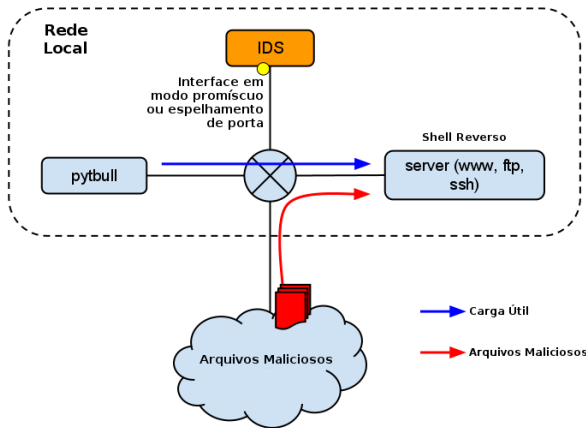 Rede
Local
IDS
Interface em
modo promíscuo
ou espelhamento
de porta
Shell Reverso
pytbull
server (www, ftp,
ssh)
Carga Útil
Arquivos Maliciosos
Arquivos Maliciosos